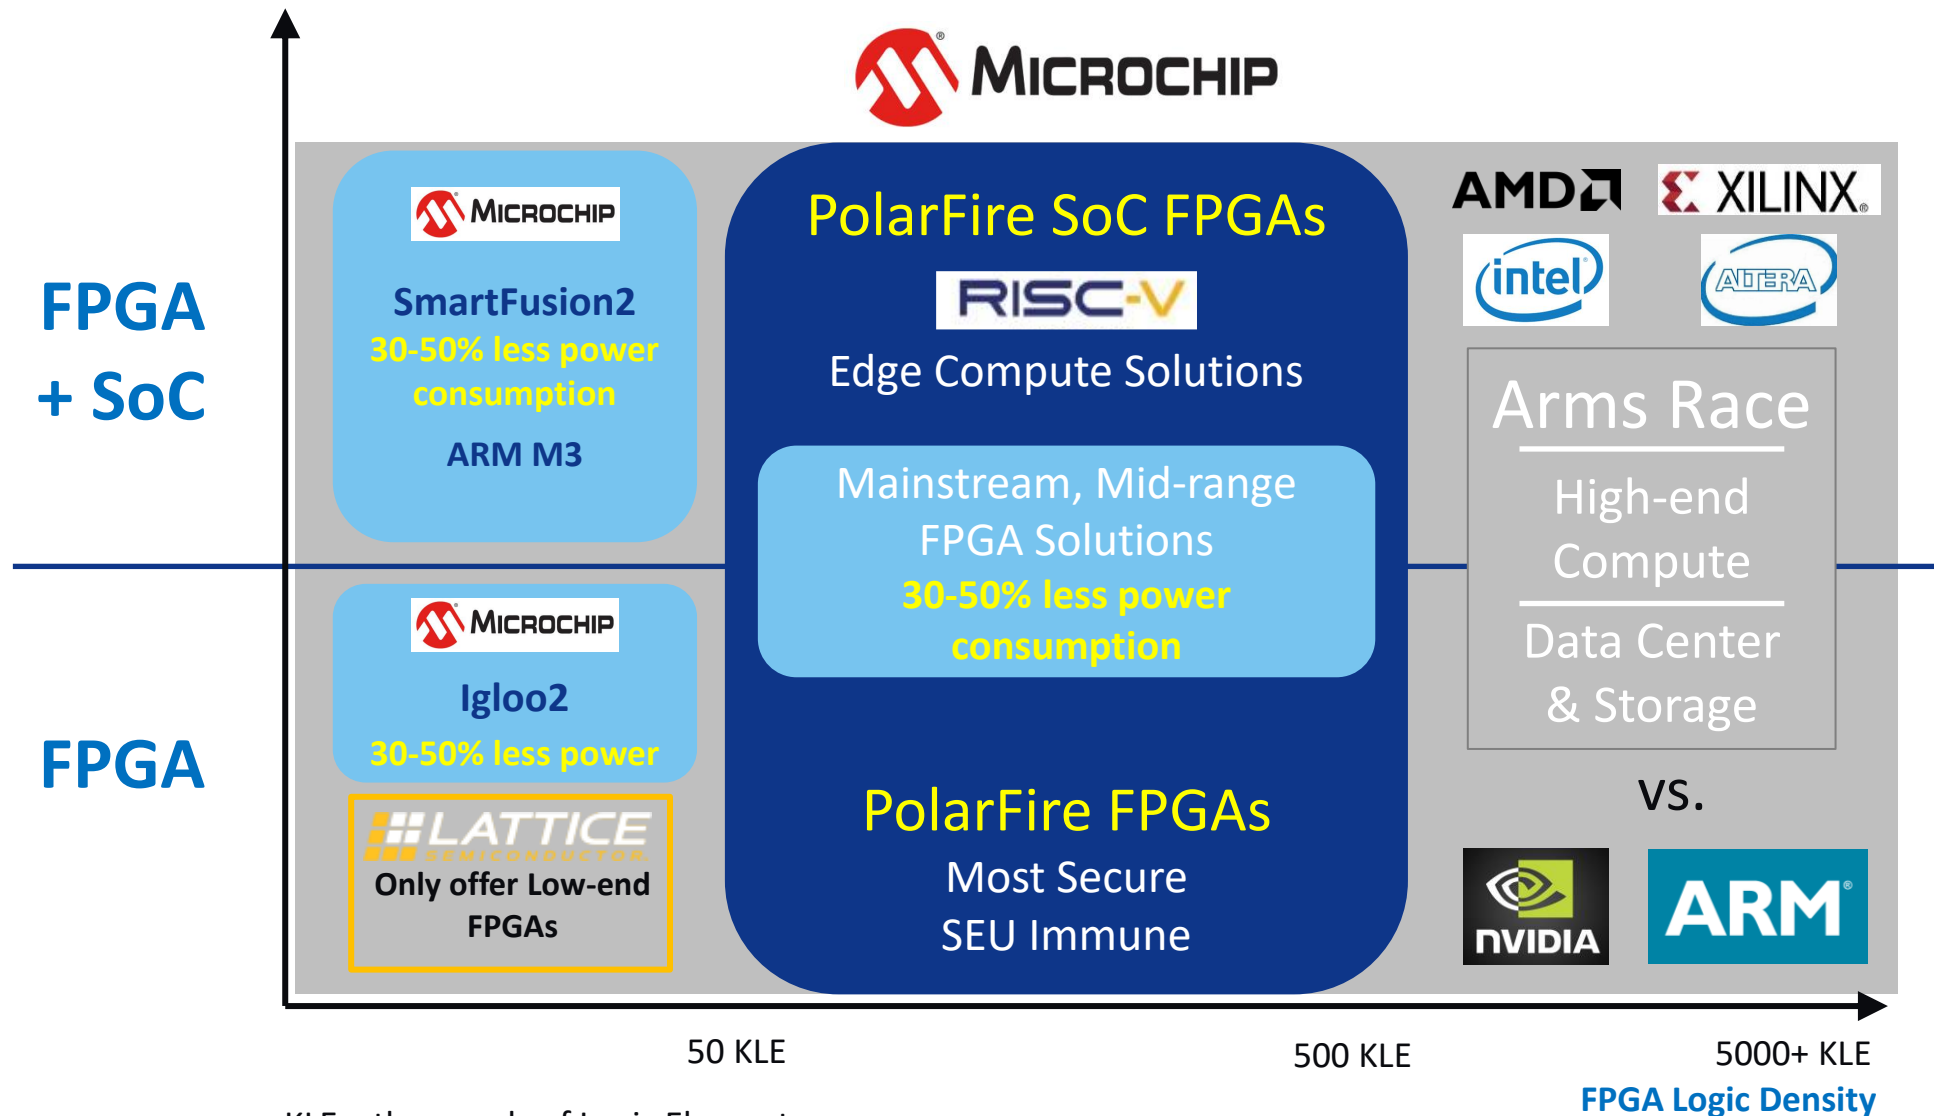 MICROCHIP
FPGA
+ SoC
MICROCHIP
SmartFusion2
30-50% less power
consumption
ARM M3
PolarFire SoC FPGAs
RISC-V
Edge Compute Solutions
Mainstream, Mid-range
FPGA Solutions
30-50% less power
consumption
AMD XILINX®
intel ALTERA
Arms Race
High-end
Compute
Data Center
& Storage
FPGA
MICROCHIP
Igloo2
30-50% less power
LATTICE
SEMICONDUCTOR
Only offer Low-end
FPGAs
PolarFire FPGAs
Most Secure
SEU Immune
vs.
NVIDIA ARM®
50 KLE
500 KLE
5000+ KLE
FPGA Logic Density